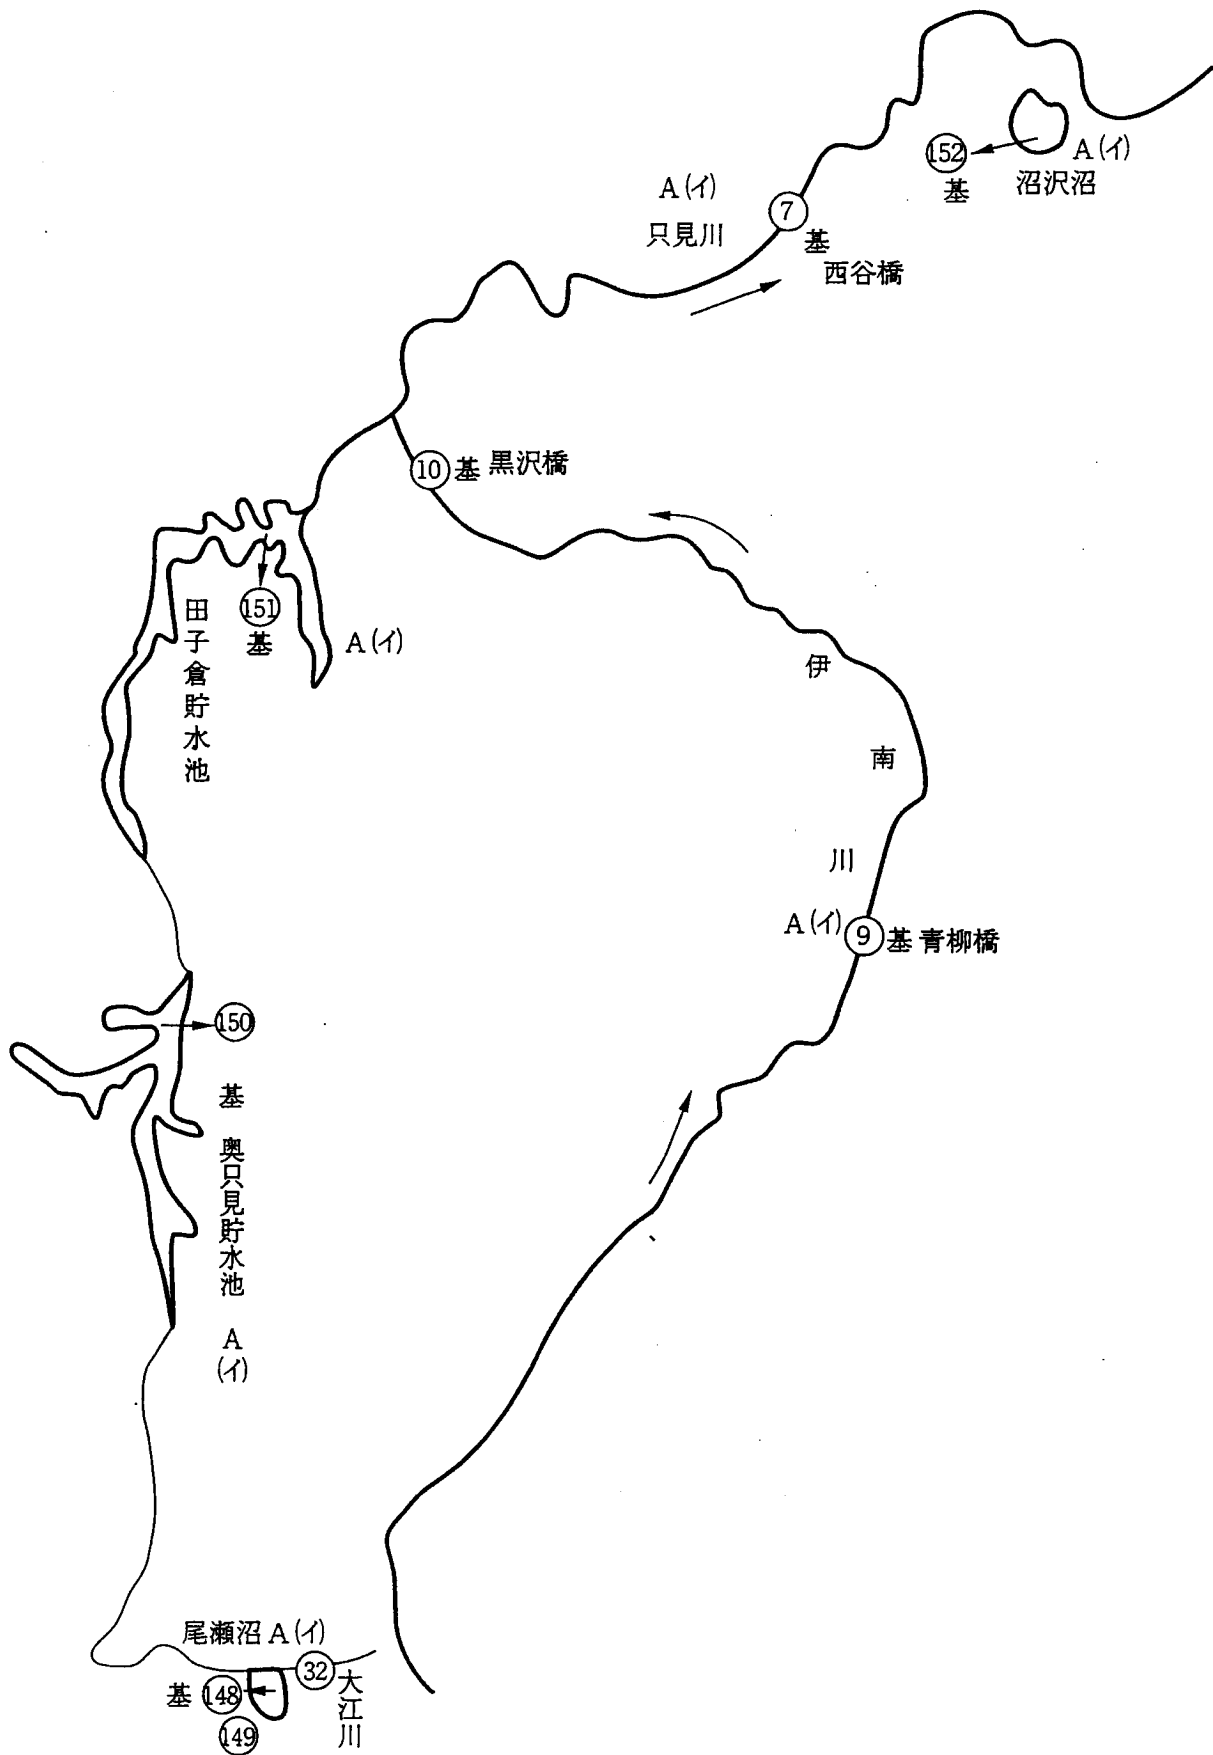 152
基
A(イ)
沼沢沼
A(イ)
只見川
7
基
西谷橋
10 基 黒沢橋
151
基
A(イ)
田子倉貯水池
伊南川
A(イ)
9 基 青柳橋
150
基
奥只見貯水池
A
(イ)
尾瀬沼 A(イ)
32
大江川
基 148
149